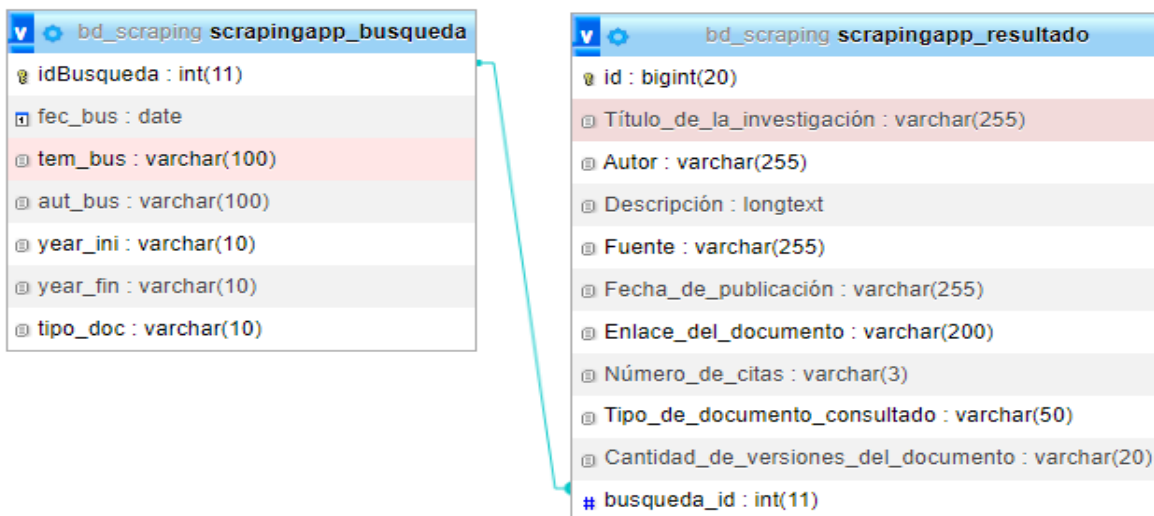 v bd_scraping scrapingapp_busqueda
idBusqueda : int(11)
fec_bus : date
tem_bus : varchar(100)
aut_bus : varchar(100)
year_ini : varchar(10)
year_fin : varchar(10)
tipo_doc : varchar(10)
v bd_scraping scrapingapp_resultado
id : bigint(20)
Título_de_la_investigación : varchar(255)
Autor : varchar(255)
Descripción : longtext
Fuente : varchar(255)
Fecha_de_publicación : varchar(255)
Enlace_del_documento : varchar(200)
Número_de_citas : varchar(3)
Tipo_de_documento_consultado : varchar(50)
Cantidad_de_versiones_del_documento : varchar(20)
# busqueda_id : int(11)